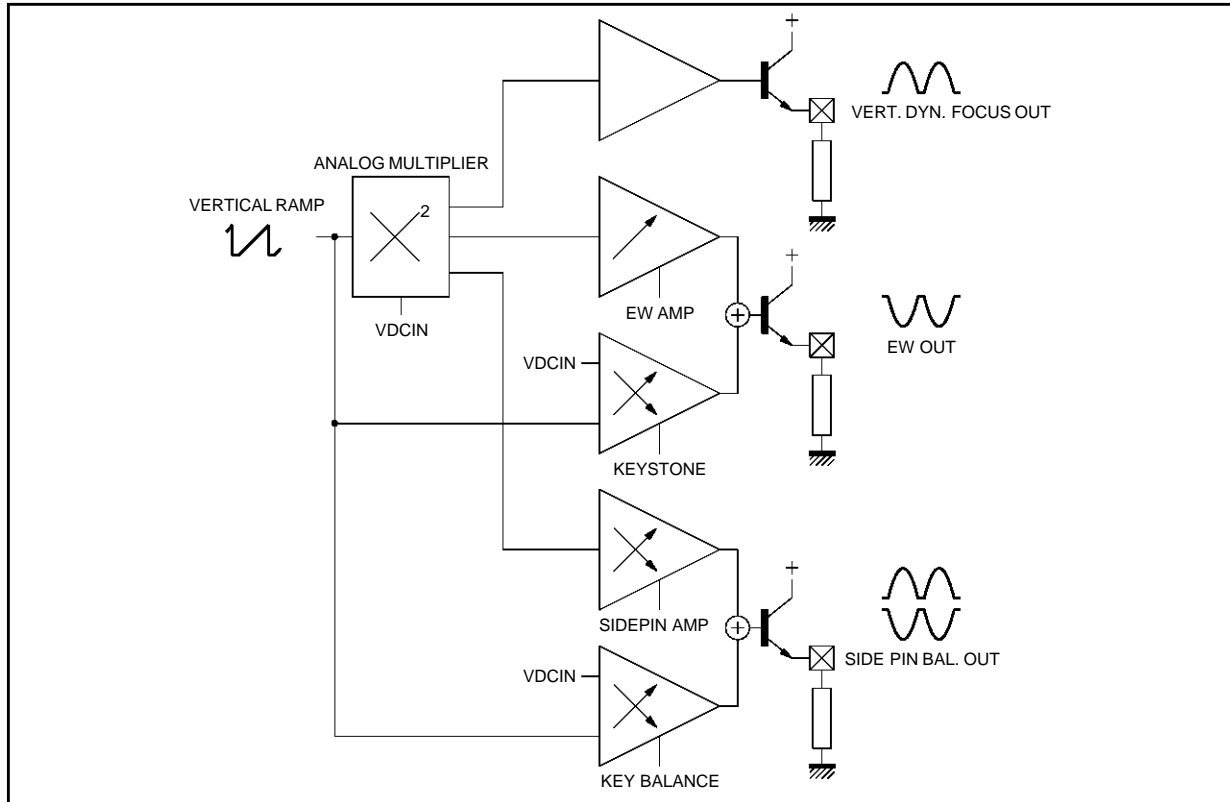 VERT. DYN. FOCUS OUT
ANALOG MULTIPLIER
2
VERTICAL RAMP
VDCIN
EW AMP
EW OUT
VDCIN
KEYSTONE
SIDEPIN AMP
SIDE PIN BAL. OUT
VDCIN
KEY BALANCE